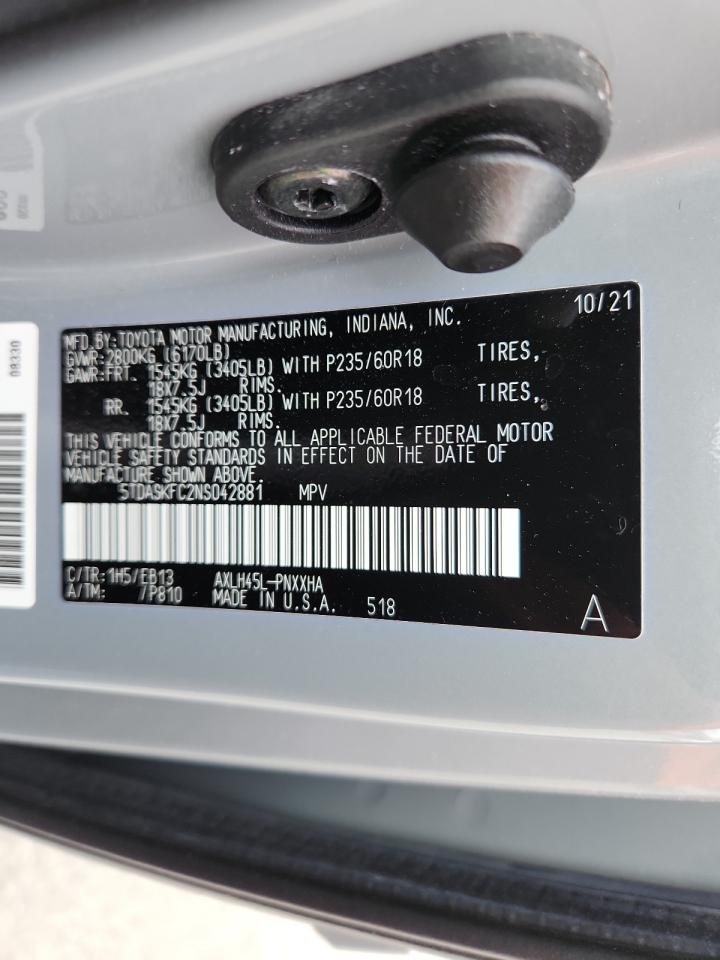 10/21
MFD.BY:TOYOTA MOTOR MANUFACTURING, INDIANA, INC.
GVWR:2800KG (6170LB)
GAWR:FRT. 1545KG (3405LB) WITH P235/60R18 TIRES,
18X7.5J RIMS.
RR. 1545KG (3405LB) WITH P235/60R18 TIRES,
18X7.5J RIMS.
THIS VEHICLE CONFORMS TO ALL APPLICABLE FEDERAL MOTOR
VEHICLE SAFETY STANDARDS IN EFFECT ON THE DATE OF
MANUFACTURE SHOWN ABOVE.
5TDASKFC2NS042881 MPV
C/TR:1H5/EB13 AXLH45L-PNXXHA
A/TM: 7P810 MADE IN U.S.A. 518
A
08330